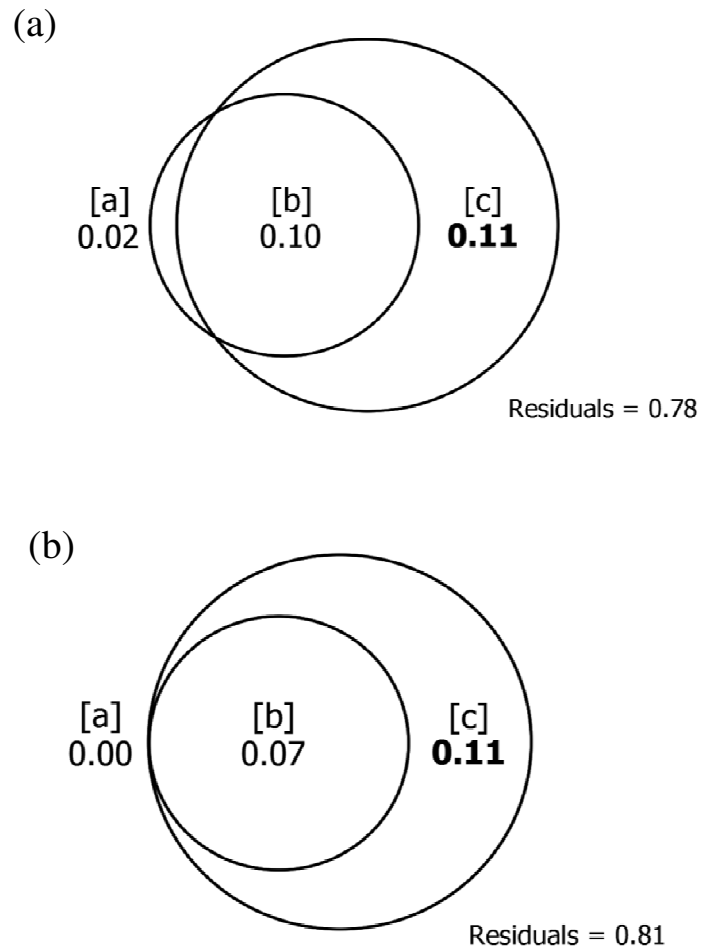 (a)
[a] [b] [c]
0.02 0.10 0.11
Residuals = 0.78
(b)
[a] [b] [c]
0.00 0.07 0.11
Residuals = 0.81